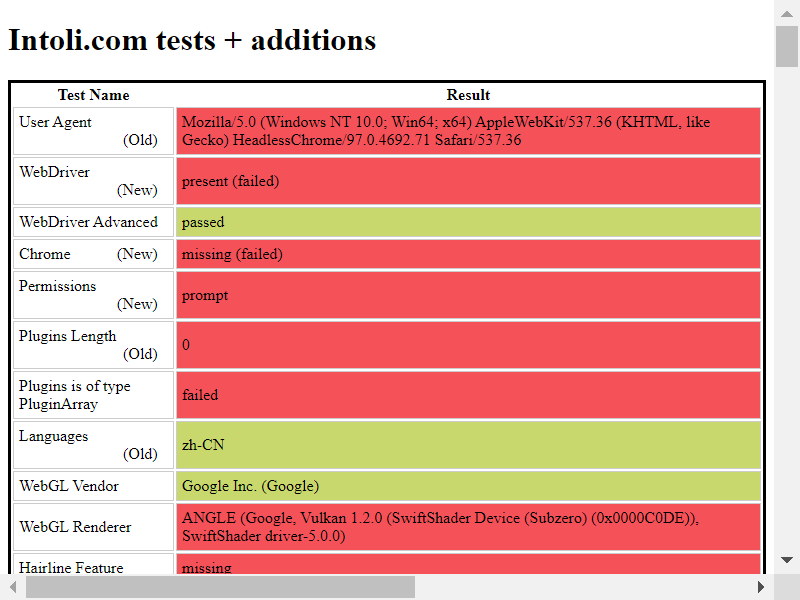 Intoli.com tests + additions
Test Name Result
User Agent (Old) Mozilla/5.0 (Windows NT 10.0; Win64; x64) AppleWebKit/537.36 (KHTML, like
Gecko) HeadlessChrome/97.0.4692.71 Safari/537.36
WebDriver (New) present (failed)
WebDriver Advanced passed
Chrome (New) missing (failed)
Permissions (New) prompt
Plugins Length (Old) 0
Plugins is of type
PluginArray failed
Languages (Old) zh-CN
WebGL Vendor Google Inc. (Google)
WebGL Renderer ANGLE (Google, Vulkan 1.2.0 (SwiftShader Device (Subzero) (0x0000C0DE)),
SwiftShader driver-5.0.0)
Hairline Feature missing